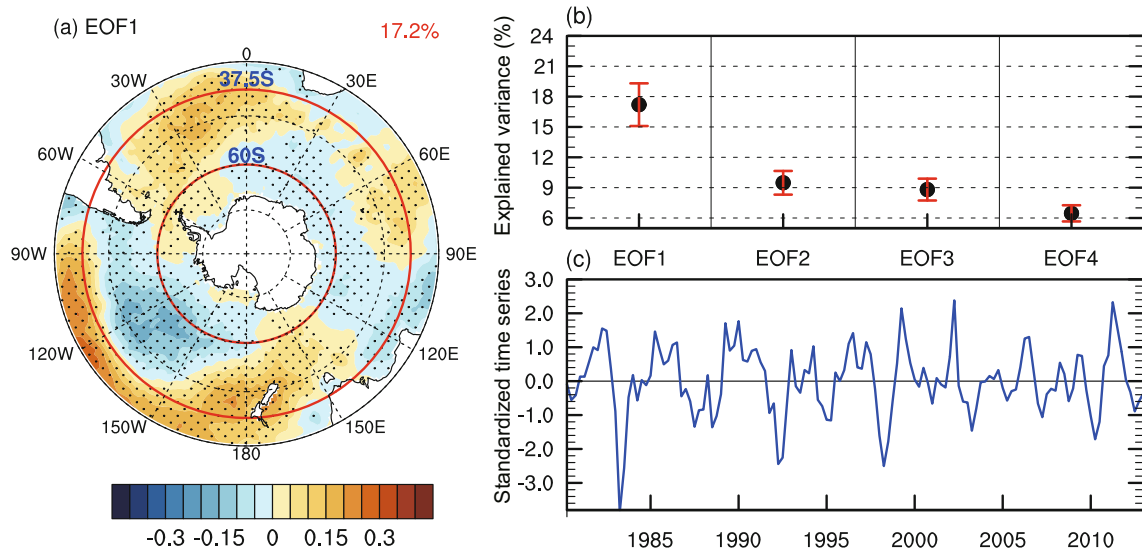 (a) EOF1
17.2%
0
30W
30E
37.5S
60W
60E
60S
90W
90E
120W
120E
150W
150E
180
-0.3 -0.15 0 0.15 0.3
(b)
Explained variance (%)
24
21
18
15
12
9
6
EOF1 EOF2 EOF3 EOF4
(c)
Standardized time series
3.0
2.0
1.0
0.0
-1.0
-2.0
-3.0
1985 1990 1995 2000 2005 2010